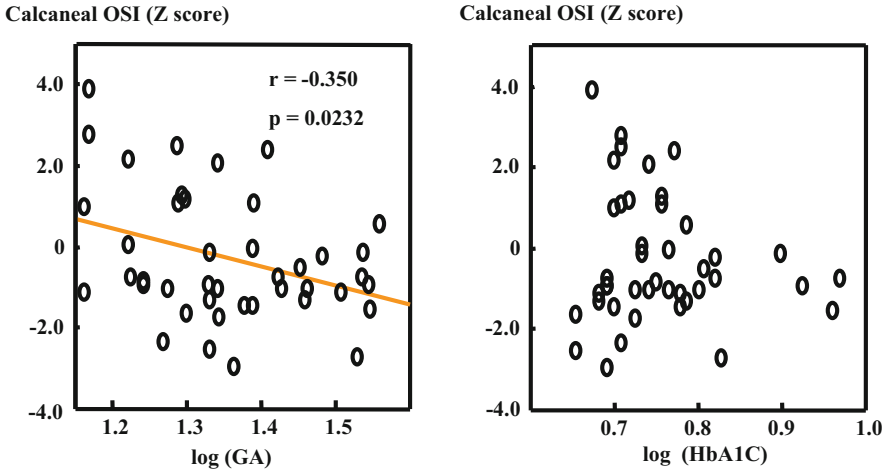 Calcaneal OSI (Z score)
4.0
2.0
0
-2.0
-4.0
r = -0.350
p = 0.0232
1.2 1.3 1.4 1.5
log (GA)
Calcaneal OSI (Z score)
4.0
2.0
0
-2.0
-4.0
0.7 0.8 0.9 1.0
log (HbA1C)